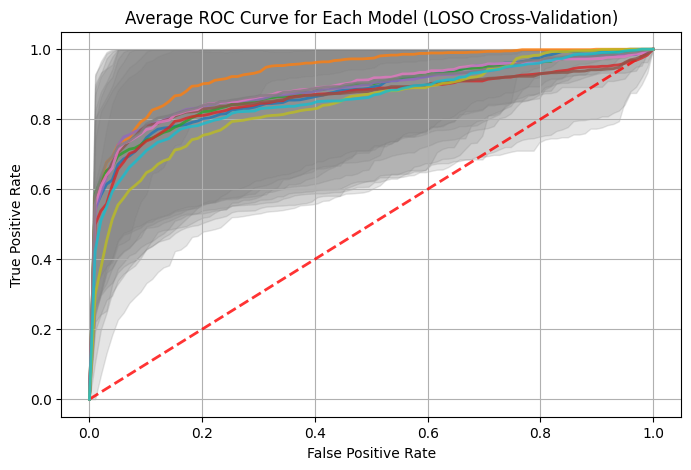 Average ROC Curve for Each Model (LOSO Cross-Validation)
True Positive Rate
1.0
0.8
0.6
0.4
0.2
0.0
0.0 0.2 0.4 0.6 0.8 1.0
False Positive Rate